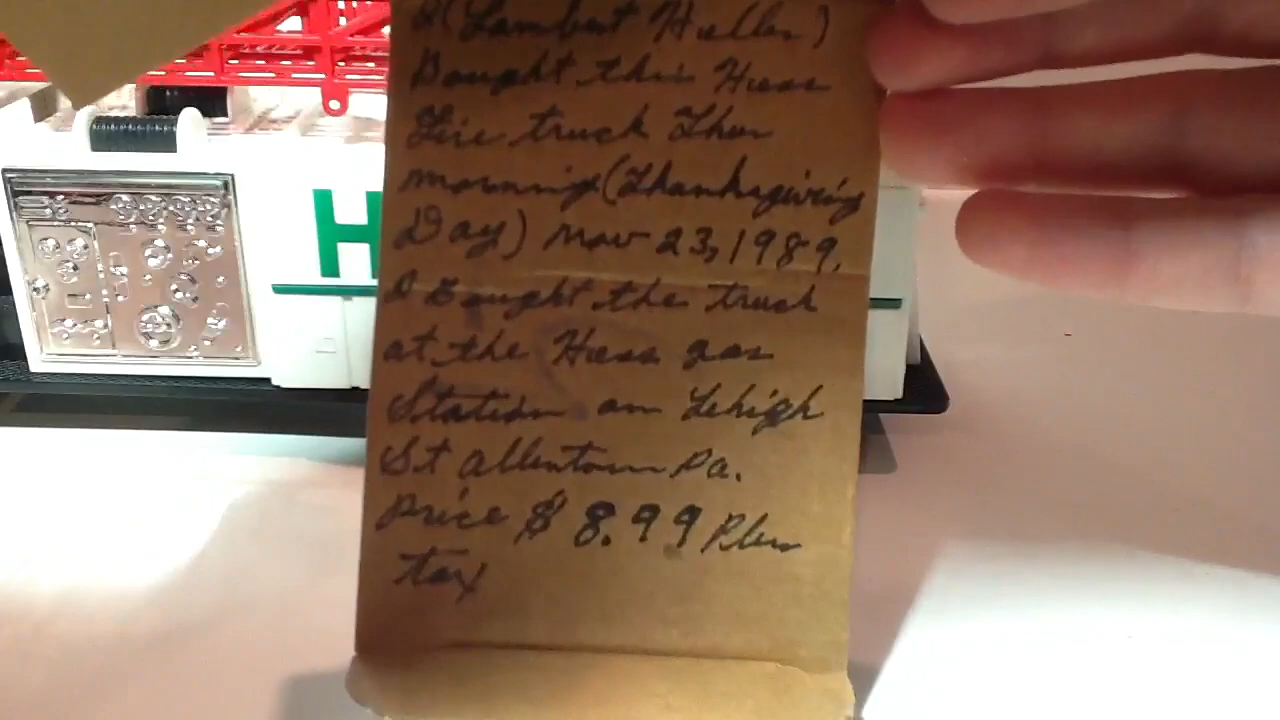 I (Lambert Haller)
Bought this Hess
Fire truck Thur
morning (Thanksgiving
Day) Nov 23, 1989.
I Bought the truck
at the Hess gas
Station on Lehigh
St Allentown Pa.
Price $8.99 Plus
tax
H